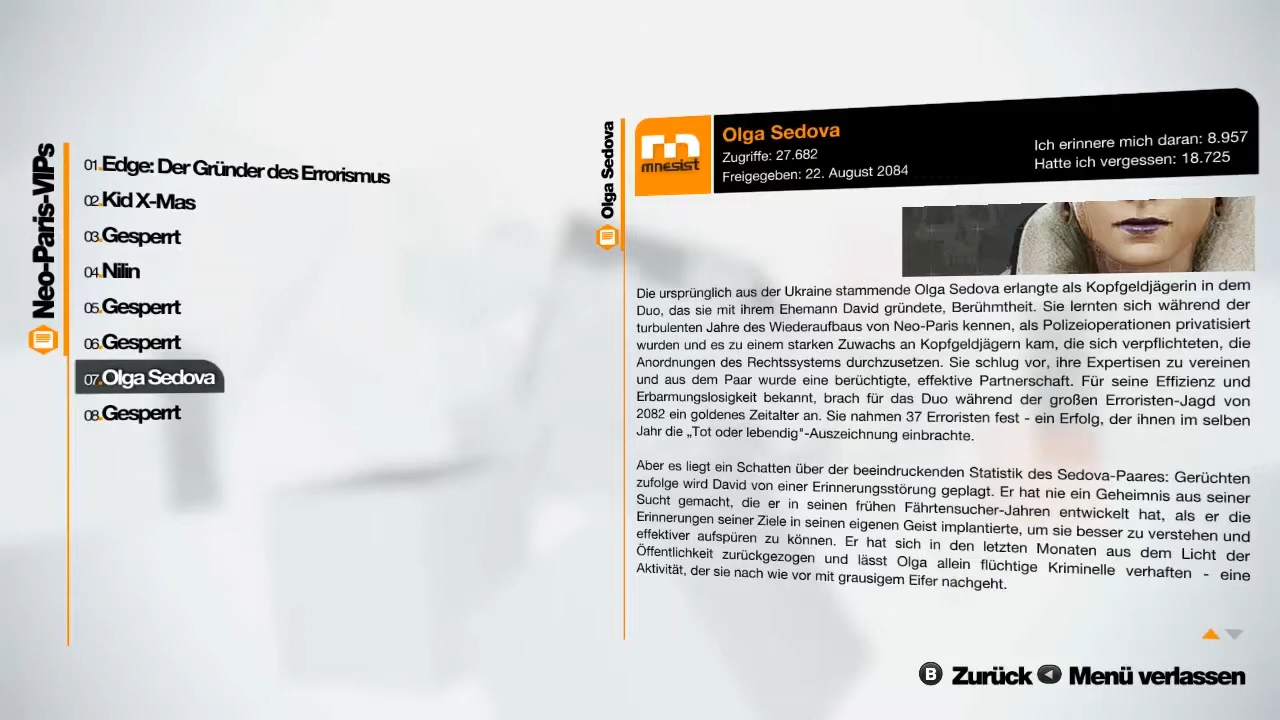 Neo-Paris-VIPs
01.Edge: Der Gründer des Errorismus
02.Kid X-Mas
03.Gesperrt
04.Nilin
05.Gesperrt
06.Gesperrt
07.Olga Sedova
08.Gesperrt
Olga Sedova
mnesist
Olga Sedova
Zugriffe: 27.682
Freigegeben: 22. August 2084
Ich erinnere mich daran: 8.957
Hatte ich vergessen: 18.725
Die ursprünglich aus der Ukraine stammende Olga Sedova erlangte als Kopfgeldjägerin in dem
Duo, das sie mit ihrem Ehemann David gründete, Berühmtheit. Sie lernten sich während der
turbulenten Jahre des Wiederaufbaus von Neo-Paris kennen, als Polizeioperationen privatisiert
wurden und es zu einem starken Zuwachs an Kopfgeldjägern kam, die sich verpflichteten, die
Anordnungen des Rechtssystems durchzusetzen. Sie schlug vor, ihre Expertisen zu vereinen
und aus dem Paar wurde eine berüchtigte, effektive Partnerschaft. Für seine Effizienz und
Erbarmungslosigkeit bekannt, brach für das Duo während der großen Erroristen-Jagd von
2082 ein goldenes Zeitalter an. Sie nahmen 37 Erroristen fest - ein Erfolg, der ihnen im selben
Jahr die „Tot oder lebendig"-Auszeichnung einbrachte.
Aber es liegt ein Schatten über der beeindruckenden Statistik des Sedova-Paares: Gerüchten
zufolge wird David von einer Erinnerungsstörung geplagt. Er hat nie ein Geheimnis aus seiner
Sucht gemacht, die er in seinen frühen Fährtensucher-Jahren entwickelt hat, als er die
Erinnerungen seiner Ziele in seinen eigenen Geist implantierte, um sie besser zu verstehen und
effektiver aufspüren zu können. Er hat sich in den letzten Monaten aus dem Licht der
Öffentlichkeit zurückgezogen und lässt Olga allein flüchtige Kriminelle verhaften - eine
Aktivität, der sie nach wie vor mit grausigem Eifer nachgeht.
B Zurück Menü verlassen